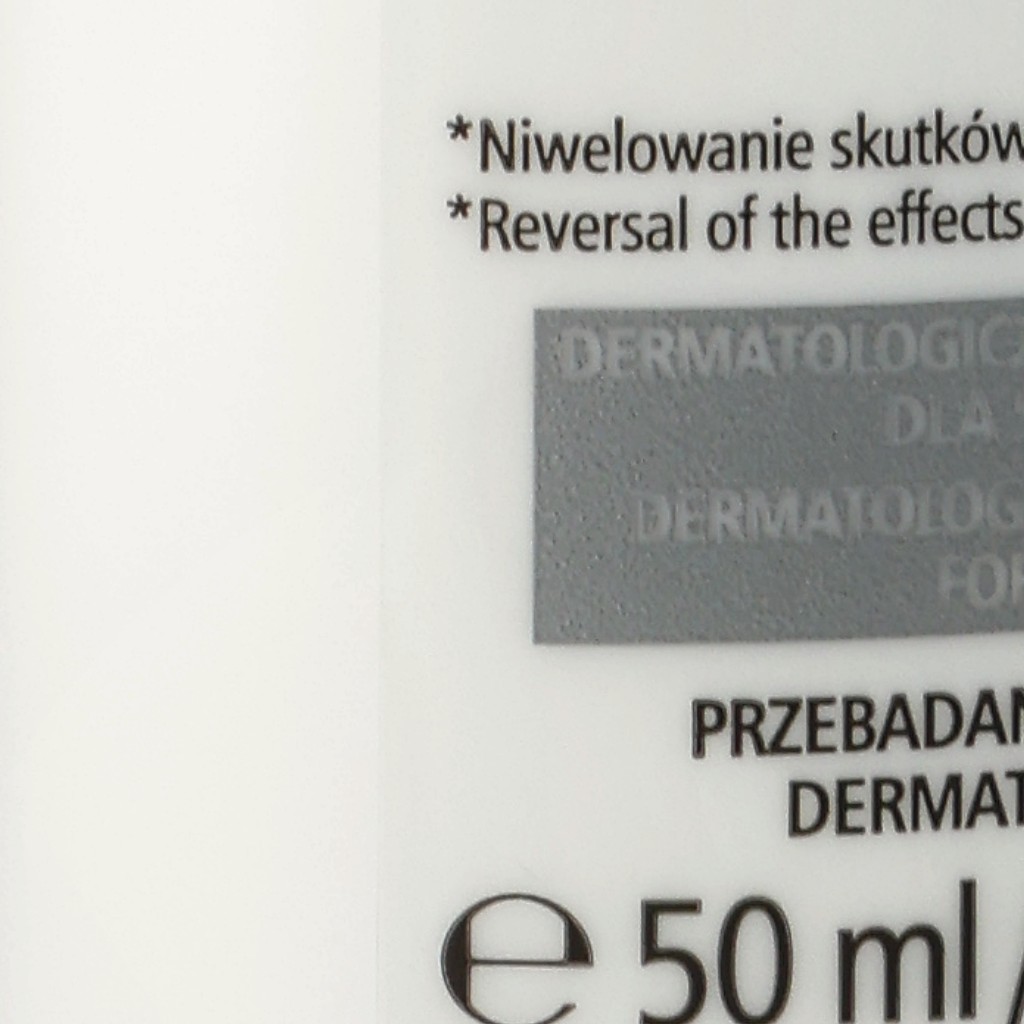 *Niwelowanie skutków
*Reversal of the effects
DERMATOLOGIC
DLA
DERMATOLOG
FOR
PRZEBADAN
DERMAT
℮ 50 ml /